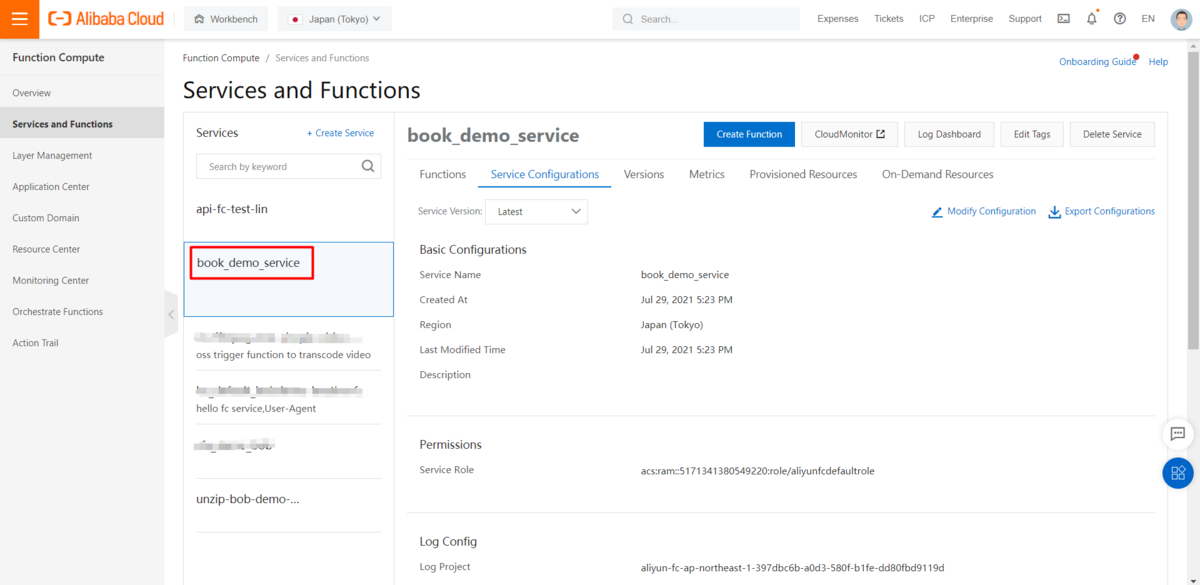 Alibaba Cloud
Workbench
Japan (Tokyo)
Search...
Expenses
Tickets
ICP
Enterprise
Support
EN
Function Compute
Overview
Services and Functions
Layer Management
Application Center
Custom Domain
Resource Center
Monitoring Center
Orchestrate Functions
Action Trail
Function Compute / Services and Functions
Onboarding Guide
Help
Services and Functions
Services
+ Create Service
Search by keyword
api-fc-test-lin
book_demo_service
oss trigger function to transcode video
hello fc service,User-Agent
unzip-bob-demo-...
book_demo_service
Create Function
CloudMonitor
Log Dashboard
Edit Tags
Delete Service
Functions
Service Configurations
Versions
Metrics
Provisioned Resources
On-Demand Resources
Service Version:
Latest
Modify Configuration
Export Configurations
Basic Configurations
Service Name book_demo_service
Created At Jul 29, 2021 5:23 PM
Region Japan (Tokyo)
Last Modified Time Jul 29, 2021 5:23 PM
Description
Permissions
Service Role acs:ram::5171341380549220:role/aliyunfcdefaultrole
Log Config
Log Project aliyun-fc-ap-northeast-1-397dbc6b-a0d3-580f-b1fe-dd80fbd9119d